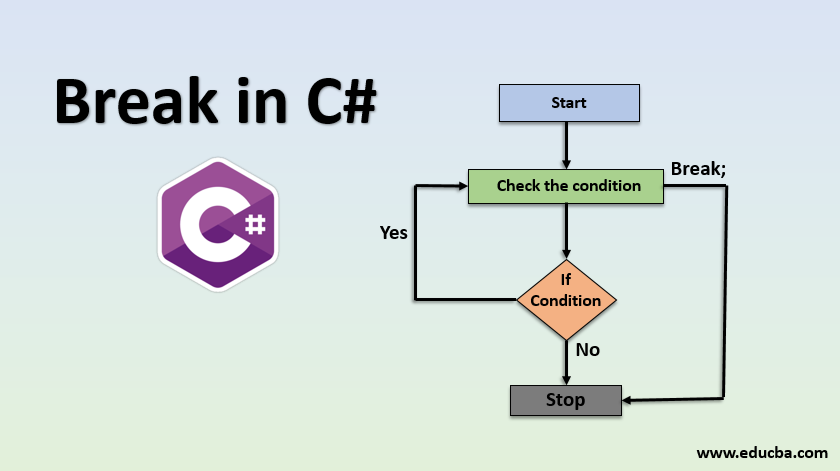 Break in C#
C#
Start
Check the condition
Break;
Yes
If
Condition
No
Stop
www.educba.com